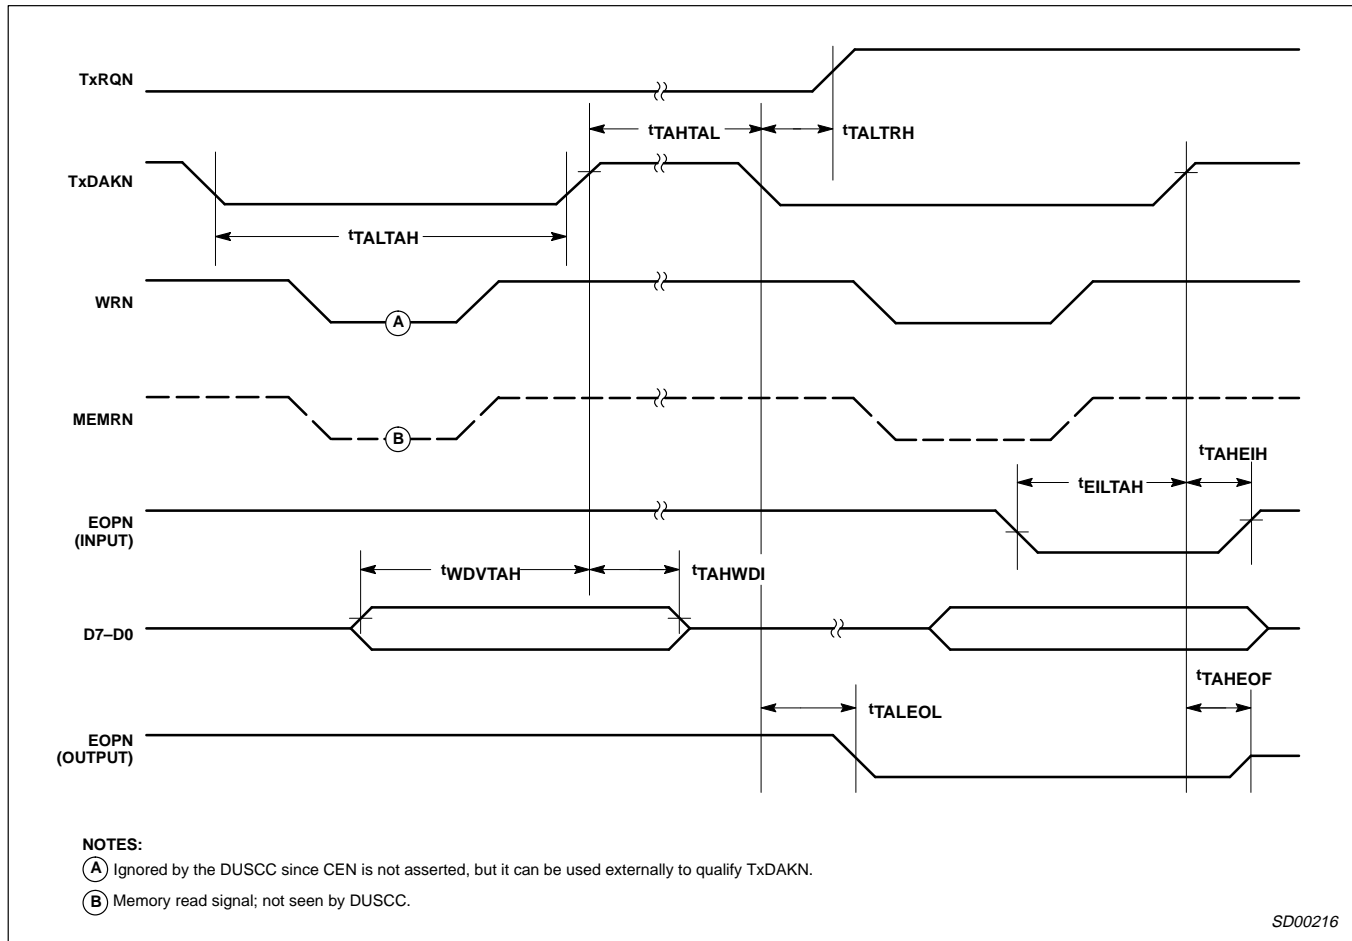 TxRQN
tTAHTAL
tTALTRH
TxDAKN
tTALTAH
WRN
A
MEMRN
B
tTAHEIH
tEILTAH
EOPN
(INPUT)
tWDVTAH
tTAHWDI
D7–D0
tTAHEOF
tTALEOL
EOPN
(OUTPUT)
NOTES:
A Ignored by the DUSCC since CEN is not asserted, but it can be used externally to qualify TxDAKN.
B Memory read signal; not seen by DUSCC.
SD00216